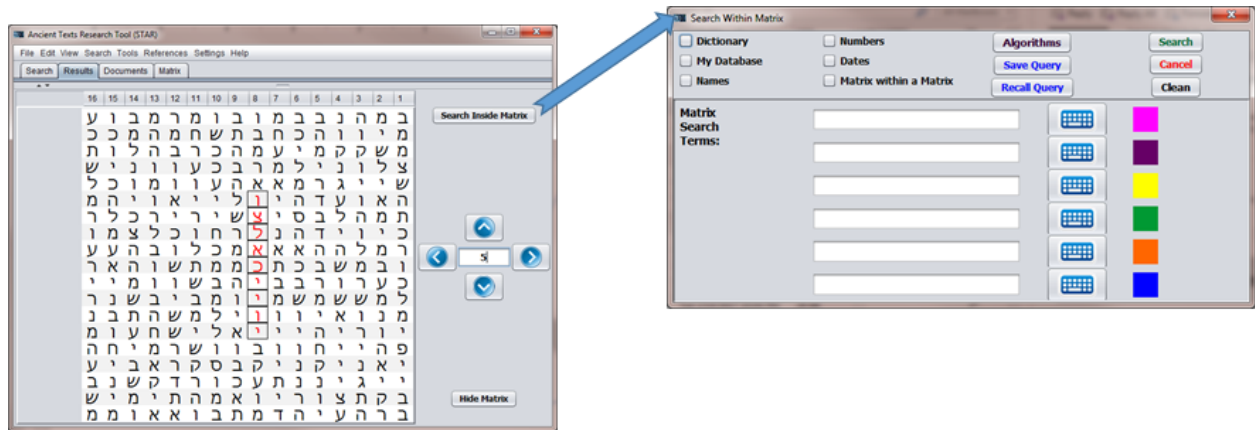 Ancient Texts Research Tool (STAR)
File Edit View Search Tools References Settings Help
Search Results Documents Matrix
16 15 14 13 12 11 10 9 8 7 6 5 4 3 2 1
ב מ ה נ ב ב מ ו ב ו מ ר מ ב ו ע
מ י ו ו ה כ ח ב ת ש ח מ ה מ כ כ
מ ש ק ק מ י ע מ ה כ ר ב ה ל ו ת
צ ל ו נ י ל מ ר ב כ ע ו ו נ י ש
ש י י ג ר מ א א ה ע ו ו מ ו כ ל
ה א ו ע ד ה י ו ל י י א ו י ה מ
ת מ ה ל ב ס י צ ש י ר י ר כ ל ר
כ י ו י ד ה נ ל ר ח ו כ ל צ מ ו
ר מ ל ה ה א א א מ כ ל ו ב ה ע ע
ו ב מ ש ב כ ת כ מ מ ת ש ו ה א ר
כ ע ר ו ר ב ב י ה ב ש ו ו מ י י
ל מ ש ש מ ש מ י ו מ ב י ב ש נ ר
מ נ ו א י ו ו ו י ל מ ש ה ת ב נ
י ו ר י ה י י י א ל י ש ח ע ו מ
פ ה י י ח ו ו ב ו ו ש ר מ י ח ה
י א נ י ק נ י ק ב ס ק ר א ב י ע
י י ג י נ נ ת ע כ ו ר ד ק ש נ ב
ב ק ת צ ו ר י ו א מ ה ת י מ י ש
ב ר ה ע י ה ד מ ת ב ו א א ו מ מ
Search Inside Matrix
5
Hide Matrix
Search Within Matrix
Dictionary Numbers Algorithms Search
My Database Dates Save Query Cancel
Names Matrix within a Matrix Recall Query Clean
Matrix
Search
Terms: